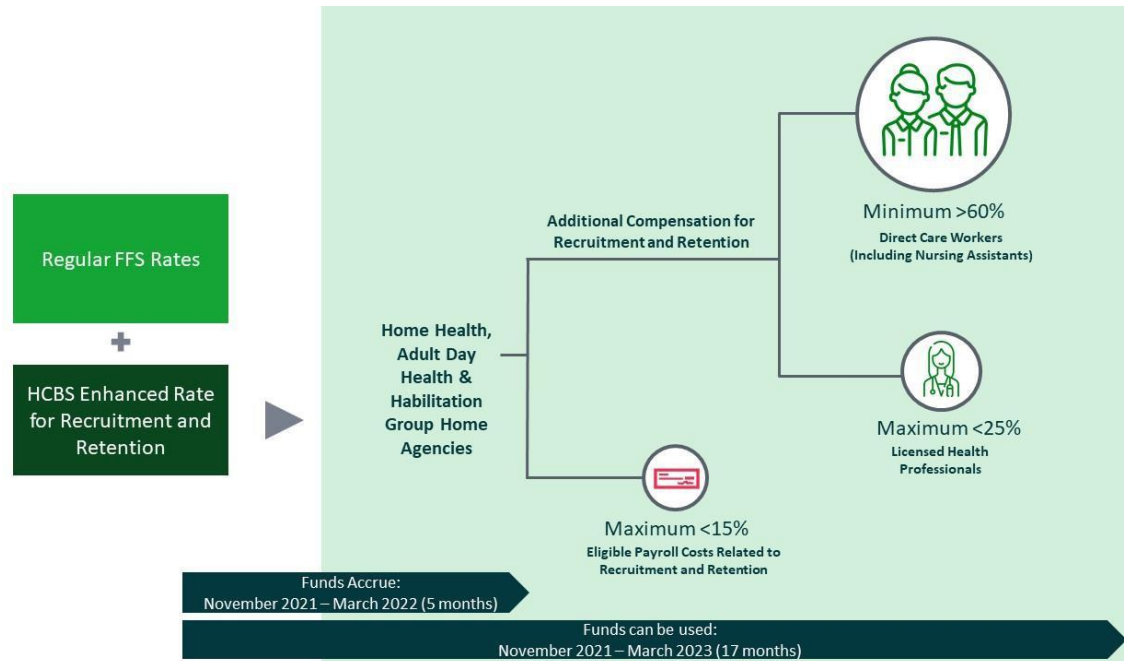 Regular FFS Rates
HCBS Enhanced Rate
for Recruitment and
Retention
Home Health,
Adult Day
Health &
Habilitation
Group Home
Agencies
Additional Compensation for
Recruitment and Retention
Minimum >60%
Direct Care Workers
(Including Nursing Assistants)
Maximum <25%
Licensed Health
Professionals
Maximum <15%
Eligible Payroll Costs Related to
Recruitment and Retention
Funds Accrue:
November 2021 – March 2022 (5 months)
Funds can be used:
November 2021 – March 2023 (17 months)